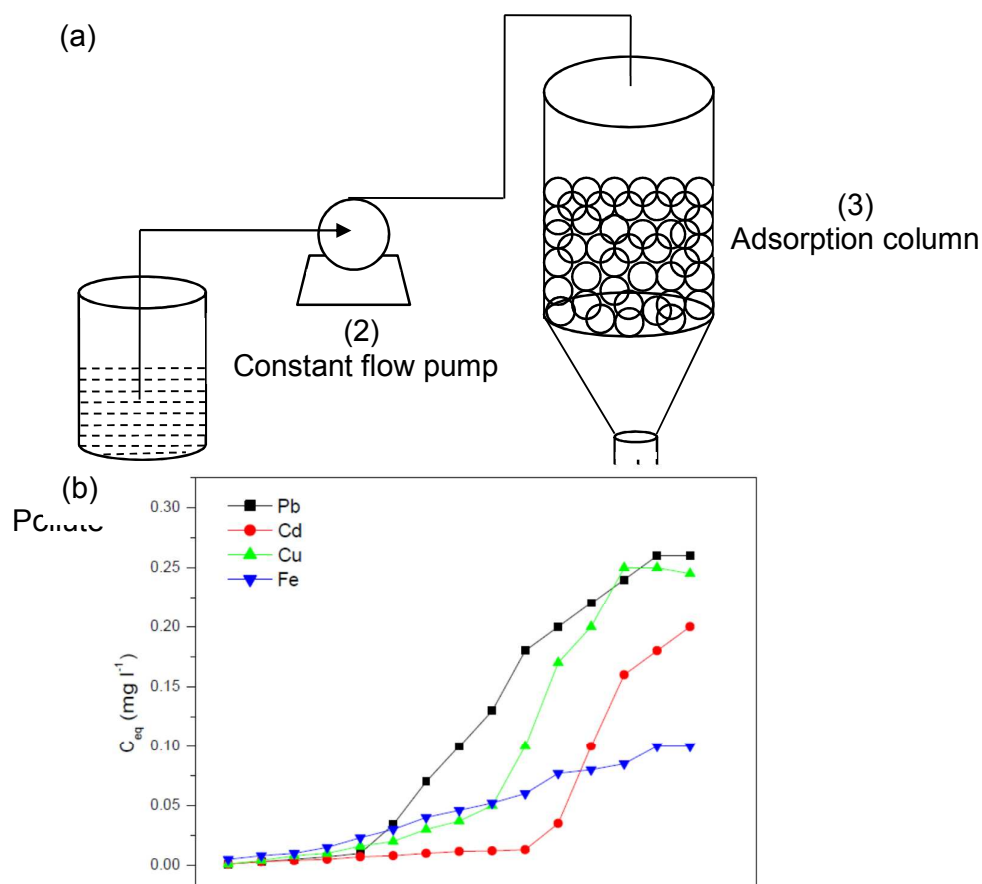 (a)
(3)
Adsorption column
(2)
Constant flow pump
(b)
0.30
0.25
0.20
0.15
0.10
0.05
0.00
C_eq (mg l^-1)
Pb
Cd
Cu
Fe